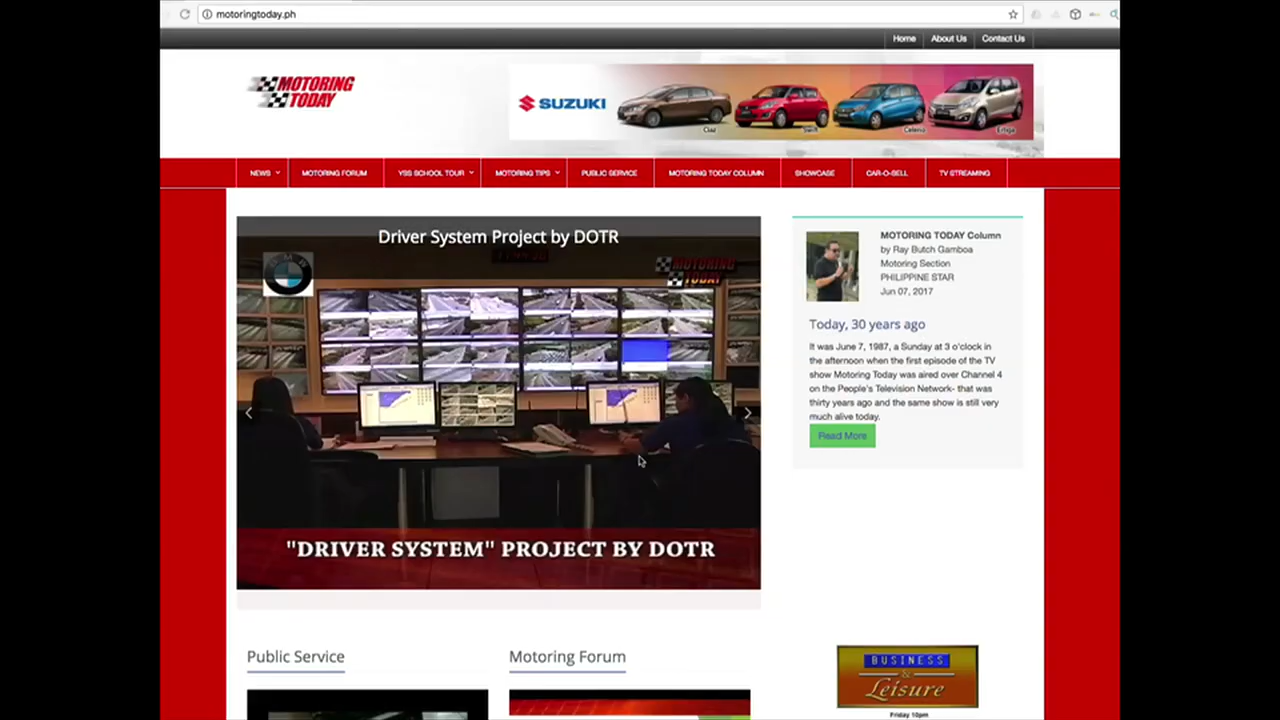 motoringtoday.ph
Home
About Us
Contact Us
MOTORING
TODAY
SUZUKI
Ciaz
Swift
Celerio
Ertiga
NEWS
MOTORING FORUM
YSS SCHOOL TOUR
MOTORING TIPS
PUBLIC SERVICE
MOTORING TODAY COLUMN
SHOWCASE
CAR-O-SELL
TV STREAMING
Driver System Project by DOTR
BMW
MOTORING
TODAY
"DRIVER SYSTEM" PROJECT BY DOTR
MOTORING TODAY Column
by Ray Butch Gamboa
Motoring Section
PHILIPPINE STAR
Jun 07, 2017
Today, 30 years ago
It was June 7, 1987, a Sunday at 3 o'clock in
the afternoon when the first episode of the TV
show Motoring Today was aired over Channel 4
on the People's Television Network- that was
thirty years ago and the same show is still very
much alive today.
Read More
Public Service
Motoring Forum
BUSINESS
&
Leisure
Friday 10pm